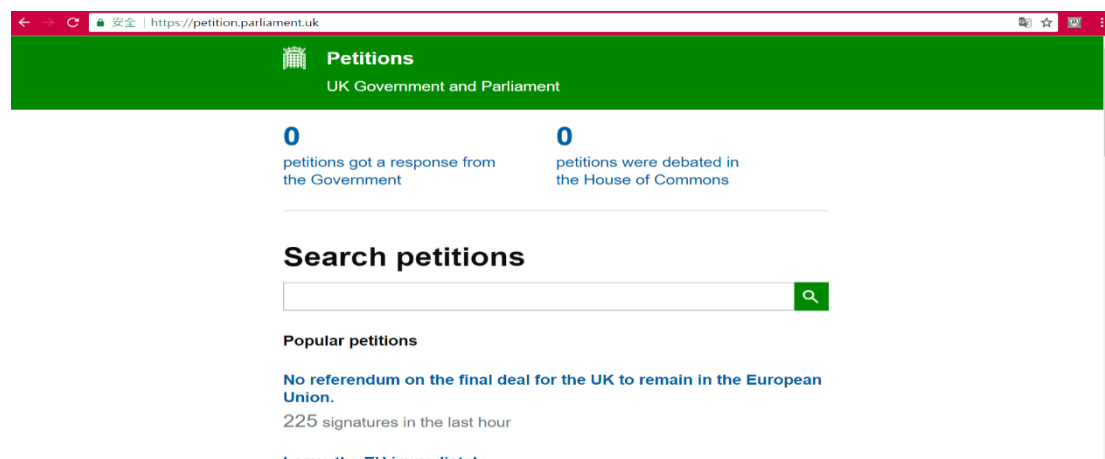 安全 | https://petition.parliament.uk
Petitions
UK Government and Parliament
0
petitions got a response from
the Government
0
petitions were debated in
the House of Commons
Search petitions
Popular petitions
No referendum on the final deal for the UK to remain in the European
Union.
225 signatures in the last hour